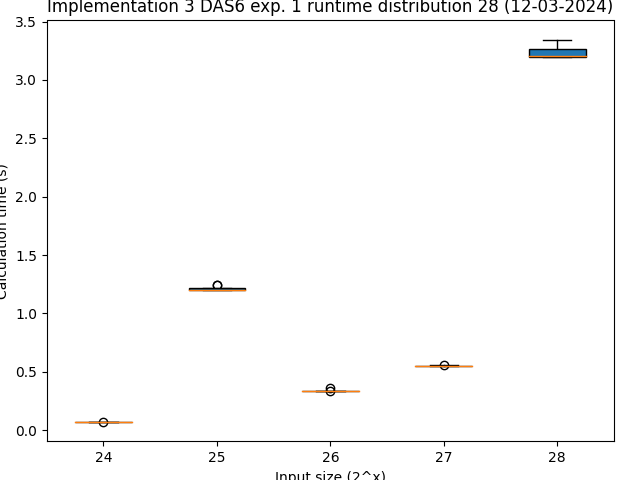 Implementation 3 DAS6 exp. 1 runtime distribution 28 (12-03-2024)
Calculation time (s)
3.5
3.0
2.5
2.0
1.5
1.0
0.5
0.0
24 25 26 27 28
Input size (2^x)